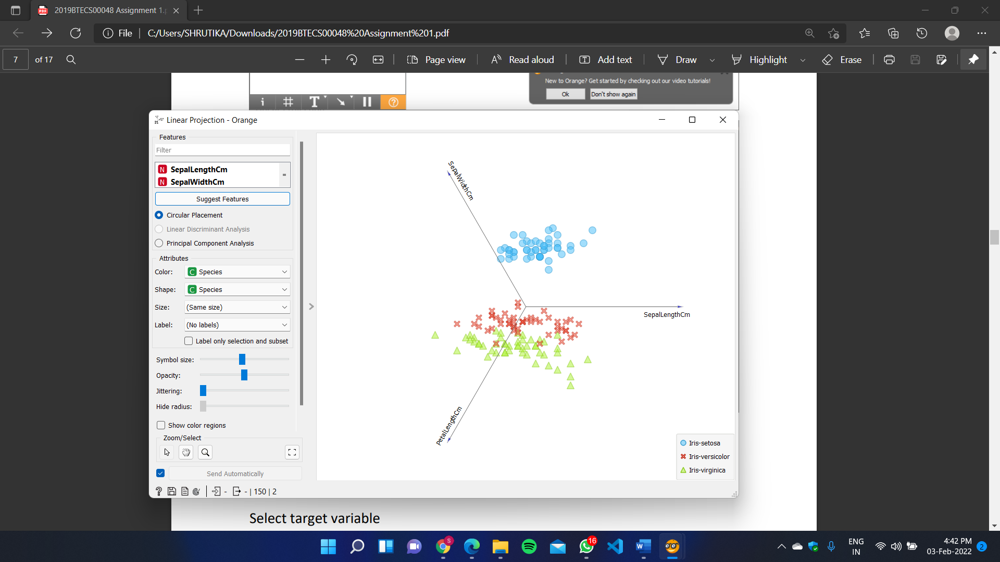 2019BTECS00048 Assignment 1.p
File
C:/Users/SHRUTIKA/Downloads/2019BTECS00048%20Assignment%201.pdf
7 of 17
Page view
Read aloud
Add text
Draw
Highlight
Erase
New to Orange? Get started by checking out our video tutorials!
Ok
Don't show again
Linear Projection - Orange
Features
Filter
N SepalLengthCm
N SepalWidthCm
Suggest Features
Circular Placement
Linear Discriminant Analysis
Principal Component Analysis
Attributes
Color: C Species
Shape: C Species
Size: (Same size)
Label: (No labels)
Label only selection and subset
Symbol size:
Opacity:
Jittering:
Hide radius:
Show color regions
Zoom/Select
Send Automatically
- - | 150 | 2
SepalWidthCm
SepalLengthCm
PetalLengthCm
Iris-setosa
Iris-versicolor
Iris-virginica
Select target variable
S
16
ENG
IN
4:42 PM
03-Feb-2022
2